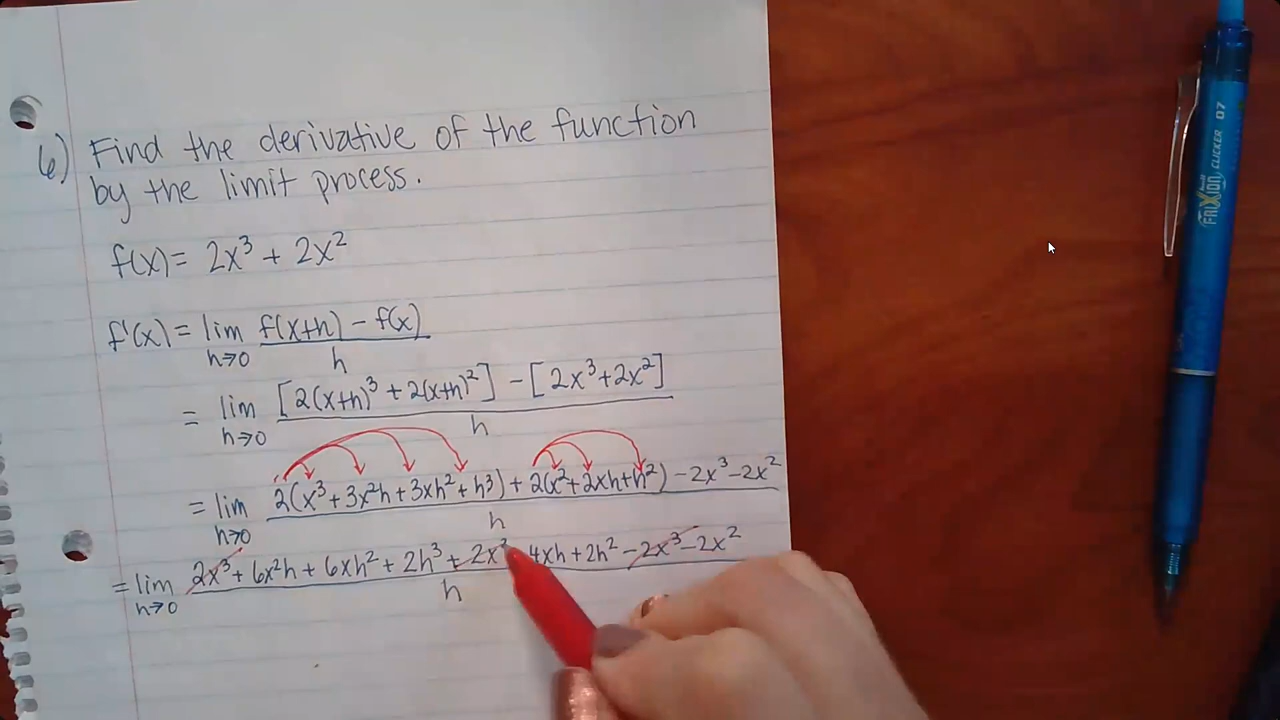 6) Find the derivative of the function
by the limit process.
f(x) = 2x³ + 2x²
f'(x) = lim f(x+h) - f(x)
h→0 h
= lim [2(x+h)³ + 2(x+h)²] - [2x³+2x²]
h→0 h
= lim 2(x³+3x²h+3xh²+h³)+2(x²+2xh+h²)-2x³-2x²
h→0 h
= lim 2x³+6x²h+6xh²+2h³+2x² 4xh+2h²-2x³-2x²
h→0 h
FRIXION CLICKER 07